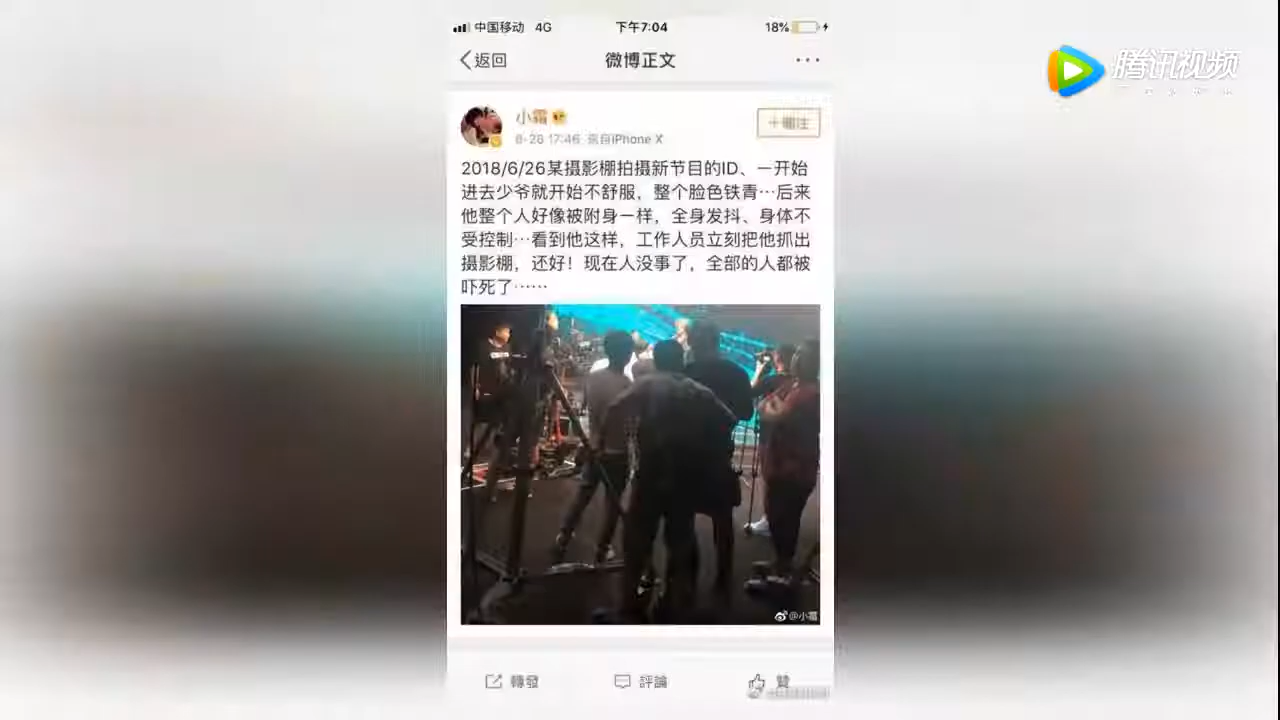 中国移动 4G 下午7:04 18%
返回 微博正文
腾讯视频
小霜
6-26 17:46 来自iPhone X
十關注
2018/6/26某摄影棚拍摄新节目的ID、一开始
进去少爷就开始不舒服，整个脸色铁青…后来
他整个人好像被附身一样，全身发抖、身体不
受控制…看到他这样，工作人员立刻把他抓出
摄影棚，还好！现在人没事了，全部的人都被
吓死了……
@小霜
轉發 評論 贊